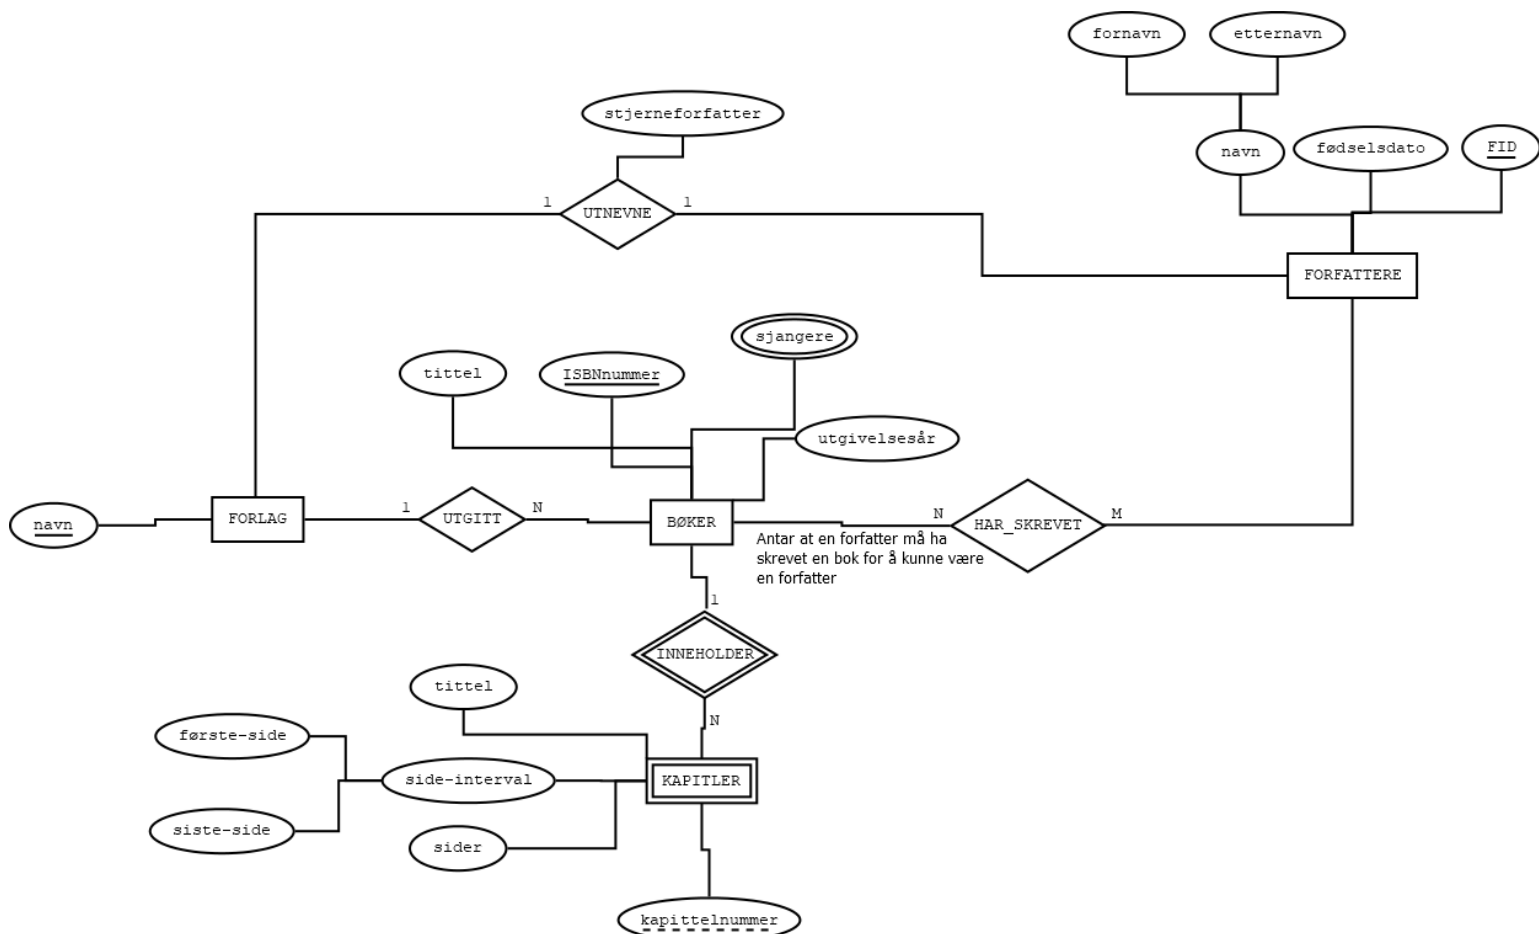 fornavn
etternavn
stjerneforfatter
navn
fødselsdato
FID
1
UTNEVNE
1
FORFATTERE
sjangere
tittel
ISBNnummer
utgivelsesår
navn
FORLAG
1
UTGITT
N
BØKER
N
HAR_SKREVET
M
Antar at en forfatter må ha
skrevet en bok for å kunne være
en forfatter
1
INNEHOLDER
tittel
N
første-side
side-interval
KAPITLER
siste-side
sider
kapittelnummer